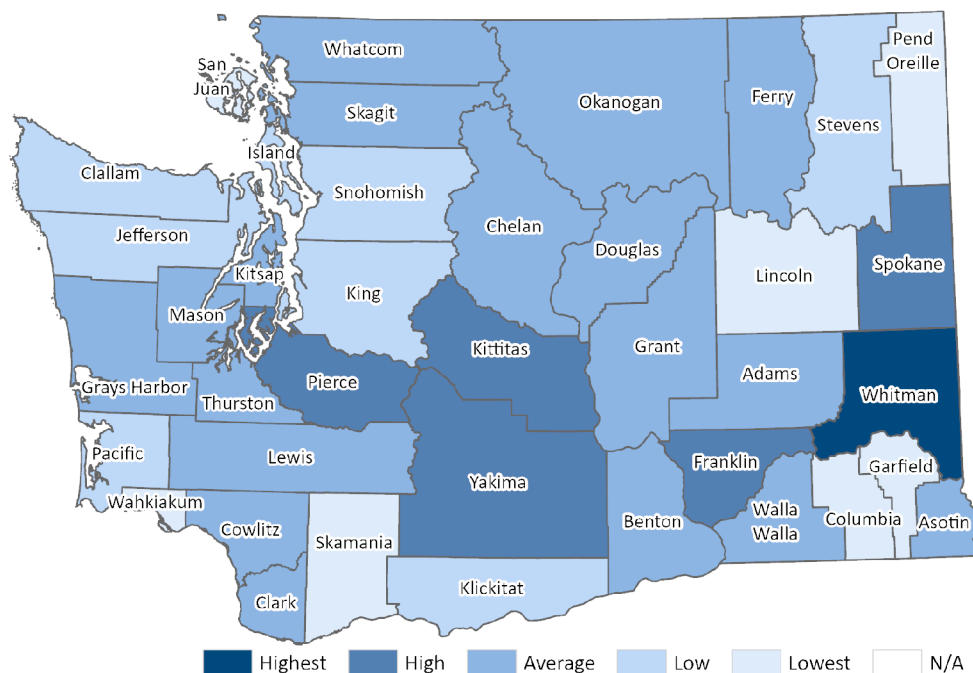 Whatcom
San
Juan
Skagit
Island
Clallam
Snohomish
Jefferson
Kitsap
King
Mason
Grays Harbor
Thurston
Pierce
Pacific
Lewis
Wahkiakum
Cowlitz
Skamania
Clark
Okanogan
Ferry
Stevens
Pend
Oreille
Chelan
Douglas
Lincoln
Spokane
Kittitas
Grant
Adams
Whitman
Yakima
Franklin
Garfield
Benton
Walla
Walla
Columbia
Asotin
Klickitat
Highest
High
Average
Low
Lowest
N/A